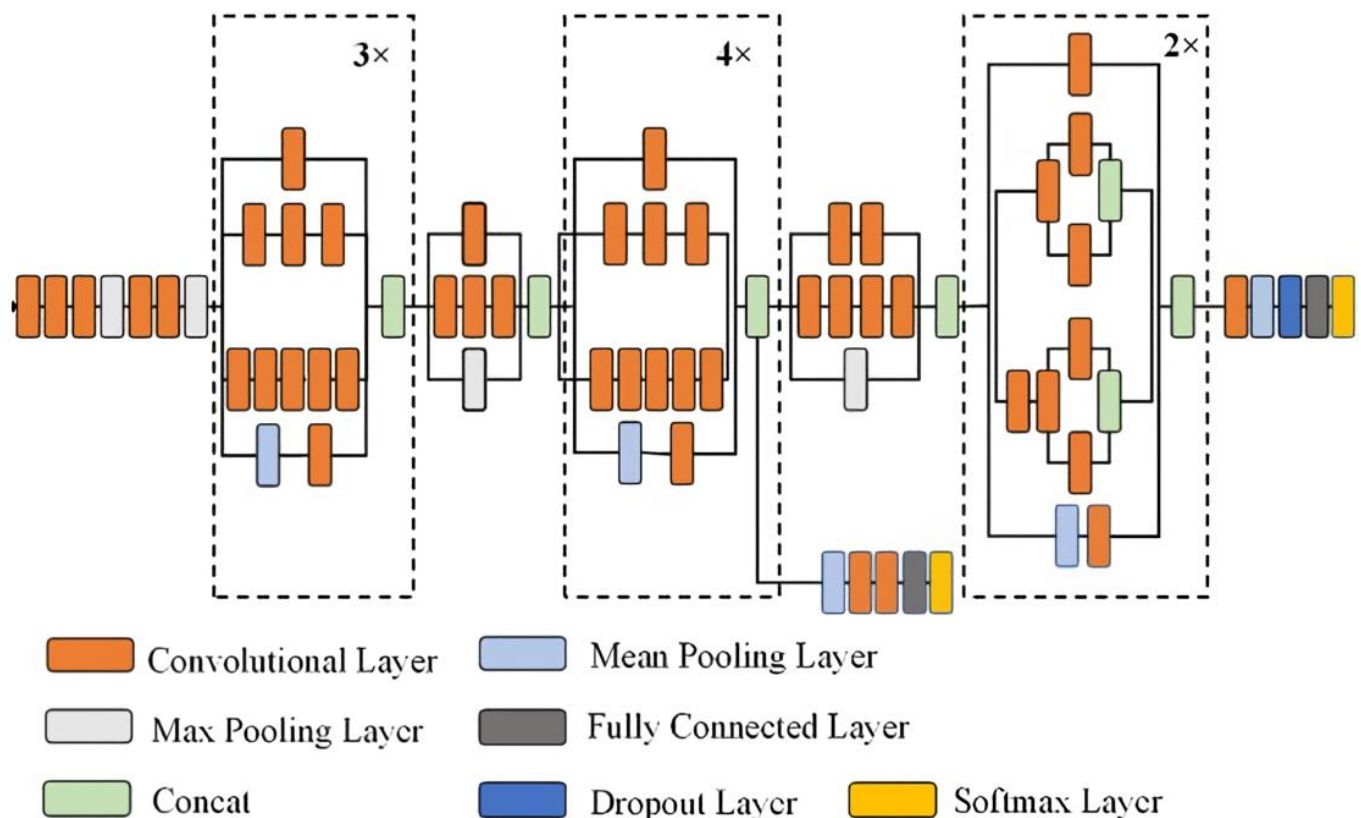 3×
4×
2×
Convolutional Layer
Mean Pooling Layer
Max Pooling Layer
Fully Connected Layer
Concat
Dropout Layer
Softmax Layer